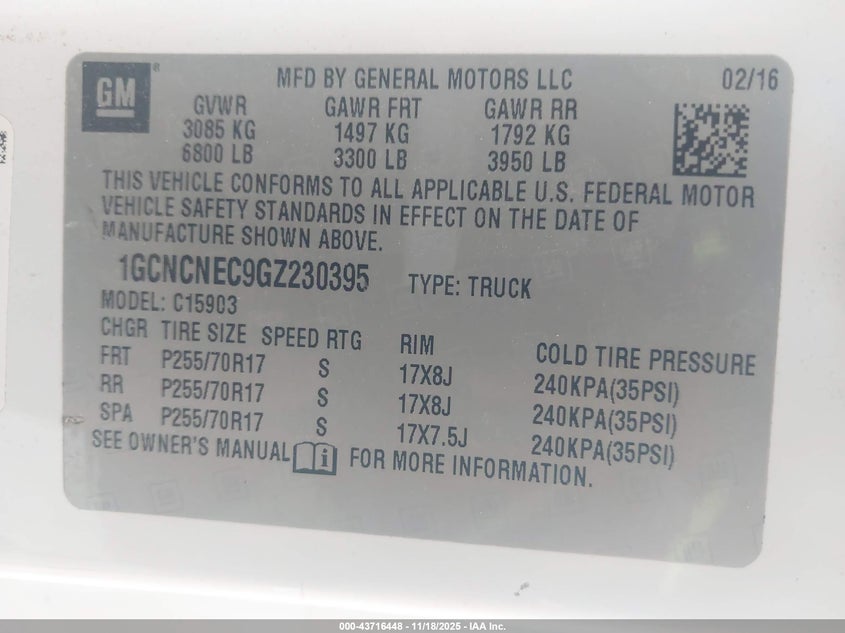 GM ® MFD BY GENERAL MOTORS LLC 02/16
GVWR GAWR FRT GAWR RR
3085 KG 1497 KG 1792 KG
6800 LB 3300 LB 3950 LB
THIS VEHICLE CONFORMS TO ALL APPLICABLE U.S. FEDERAL MOTOR
VEHICLE SAFETY STANDARDS IN EFFECT ON THE DATE OF
MANUFACTURE SHOWN ABOVE.
1GCNCNEC9GZ230395 TYPE: TRUCK
MODEL: C15903
CHGR TIRE SIZE SPEED RTG RIM COLD TIRE PRESSURE
FRT P255/70R17 S 17X8J 240KPA(35PSI)
RR P255/70R17 S 17X8J 240KPA(35PSI)
SPA P255/70R17 S 17X7.5J 240KPA(35PSI)
SEE OWNER'S MANUAL i FOR MORE INFORMATION.
000-43716448 - 11/18/2025 - IAA Inc.